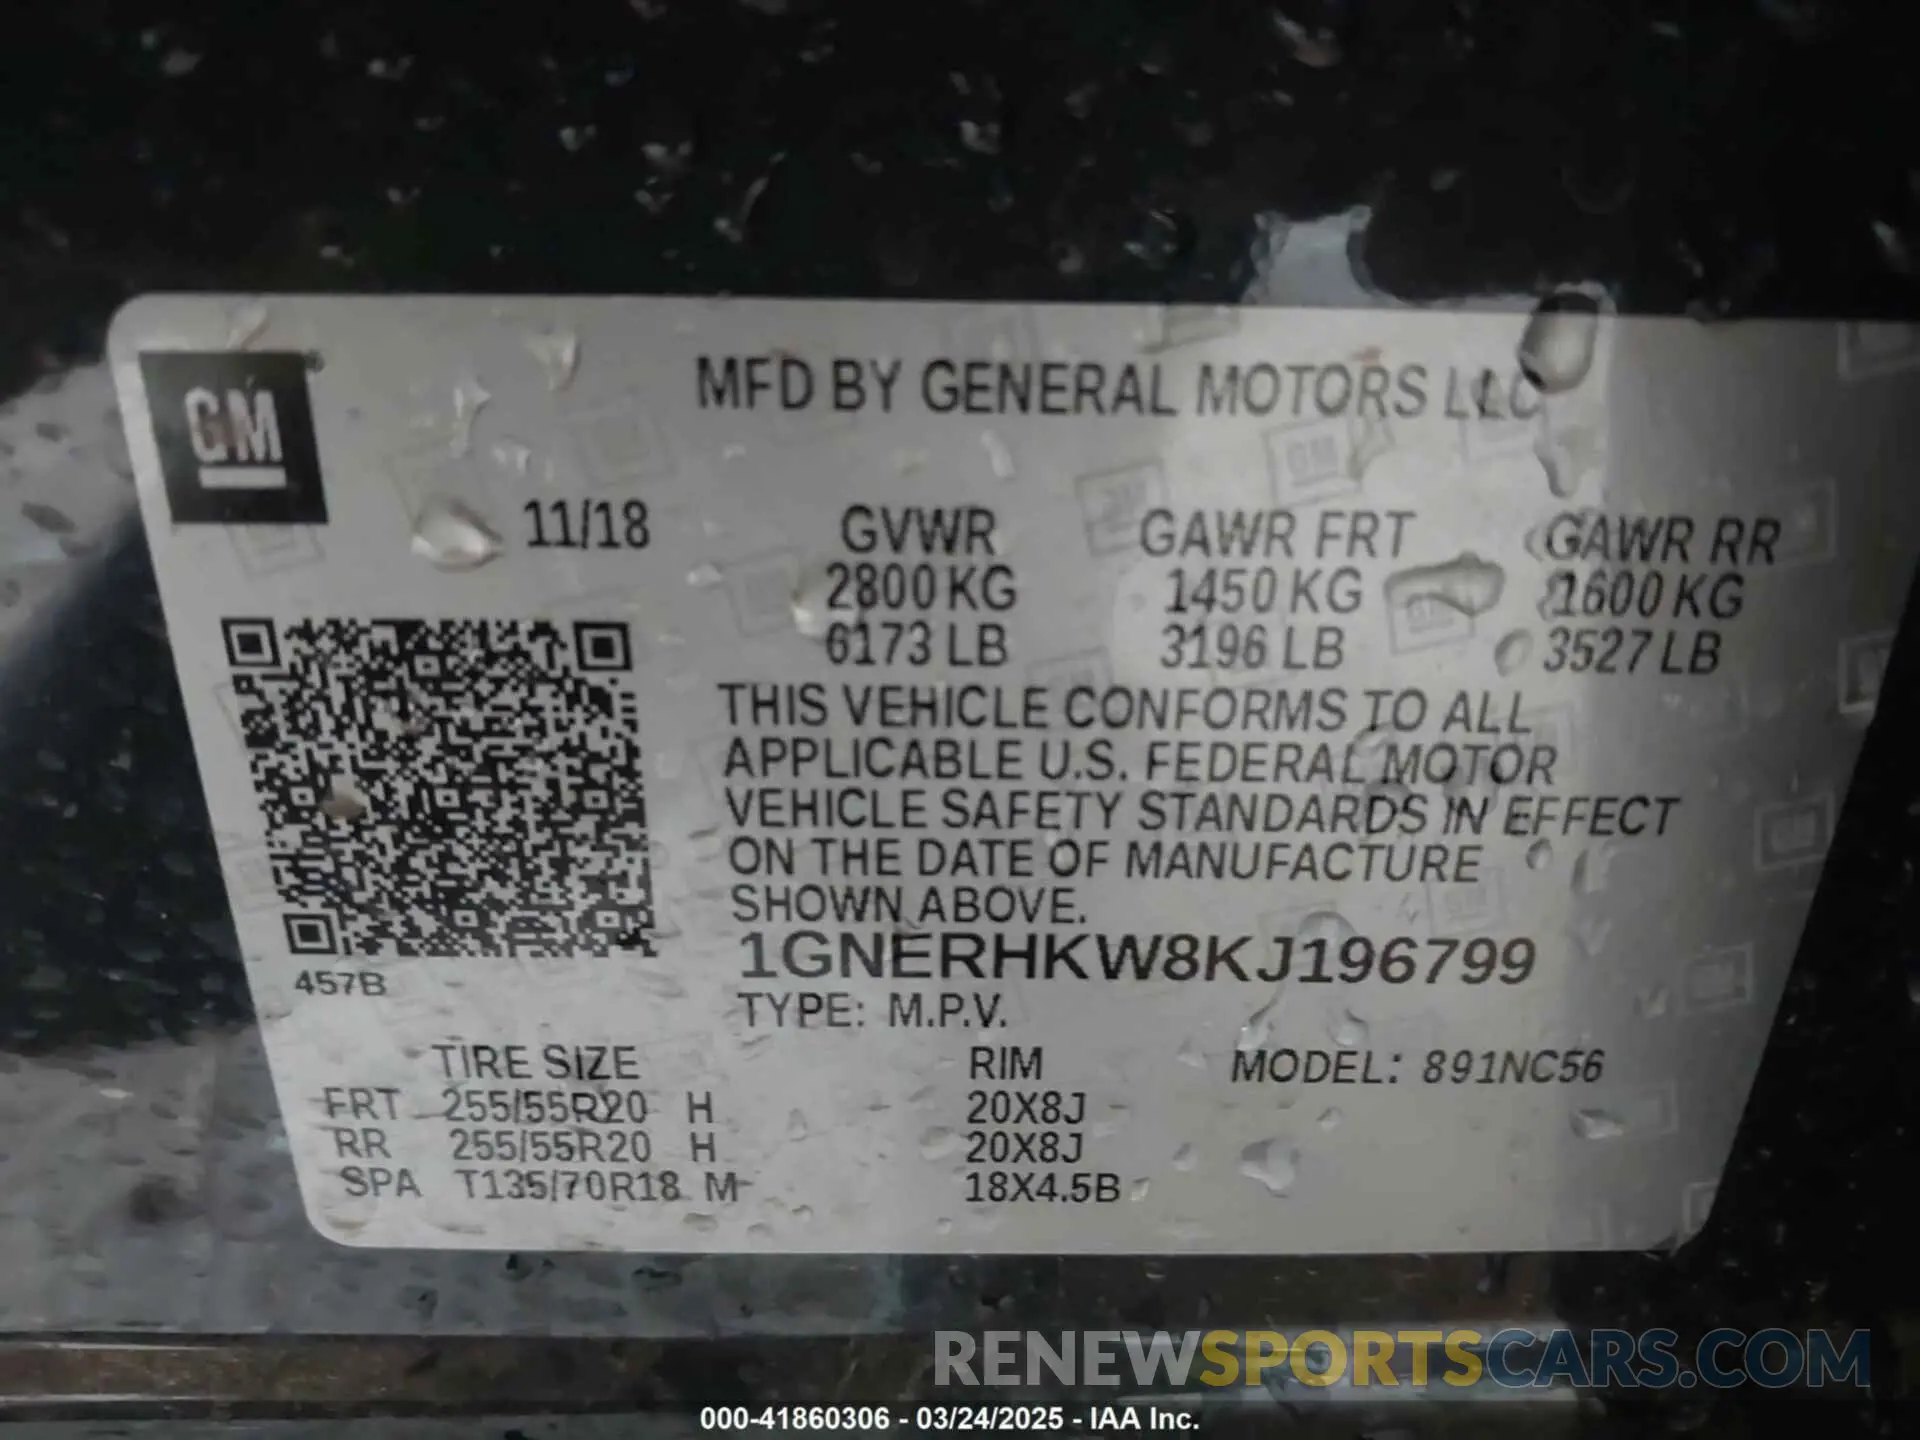 GM
MFD BY GENERAL MOTORS LLC
11/18 GVWR GAWR FRT GAWR RR
2800 KG 1450 KG 1600 KG
6173 LB 3196 LB 3527 LB
THIS VEHICLE CONFORMS TO ALL
APPLICABLE U.S. FEDERAL MOTOR
VEHICLE SAFETY STANDARDS IN EFFECT
ON THE DATE OF MANUFACTURE
SHOWN ABOVE.
1GNERHKW8KJ196799
457B
TYPE: M.P.V.
TIRE SIZE RIM MODEL: 891NC56
FRT 255/55R20 H 20X8J
RR 255/55R20 H 20X8J
SPA T135/70R18 M 18X4.5B
RENEWSPORTSCARS.COM
000-41860306 - 03/24/2025 - IAA Inc.